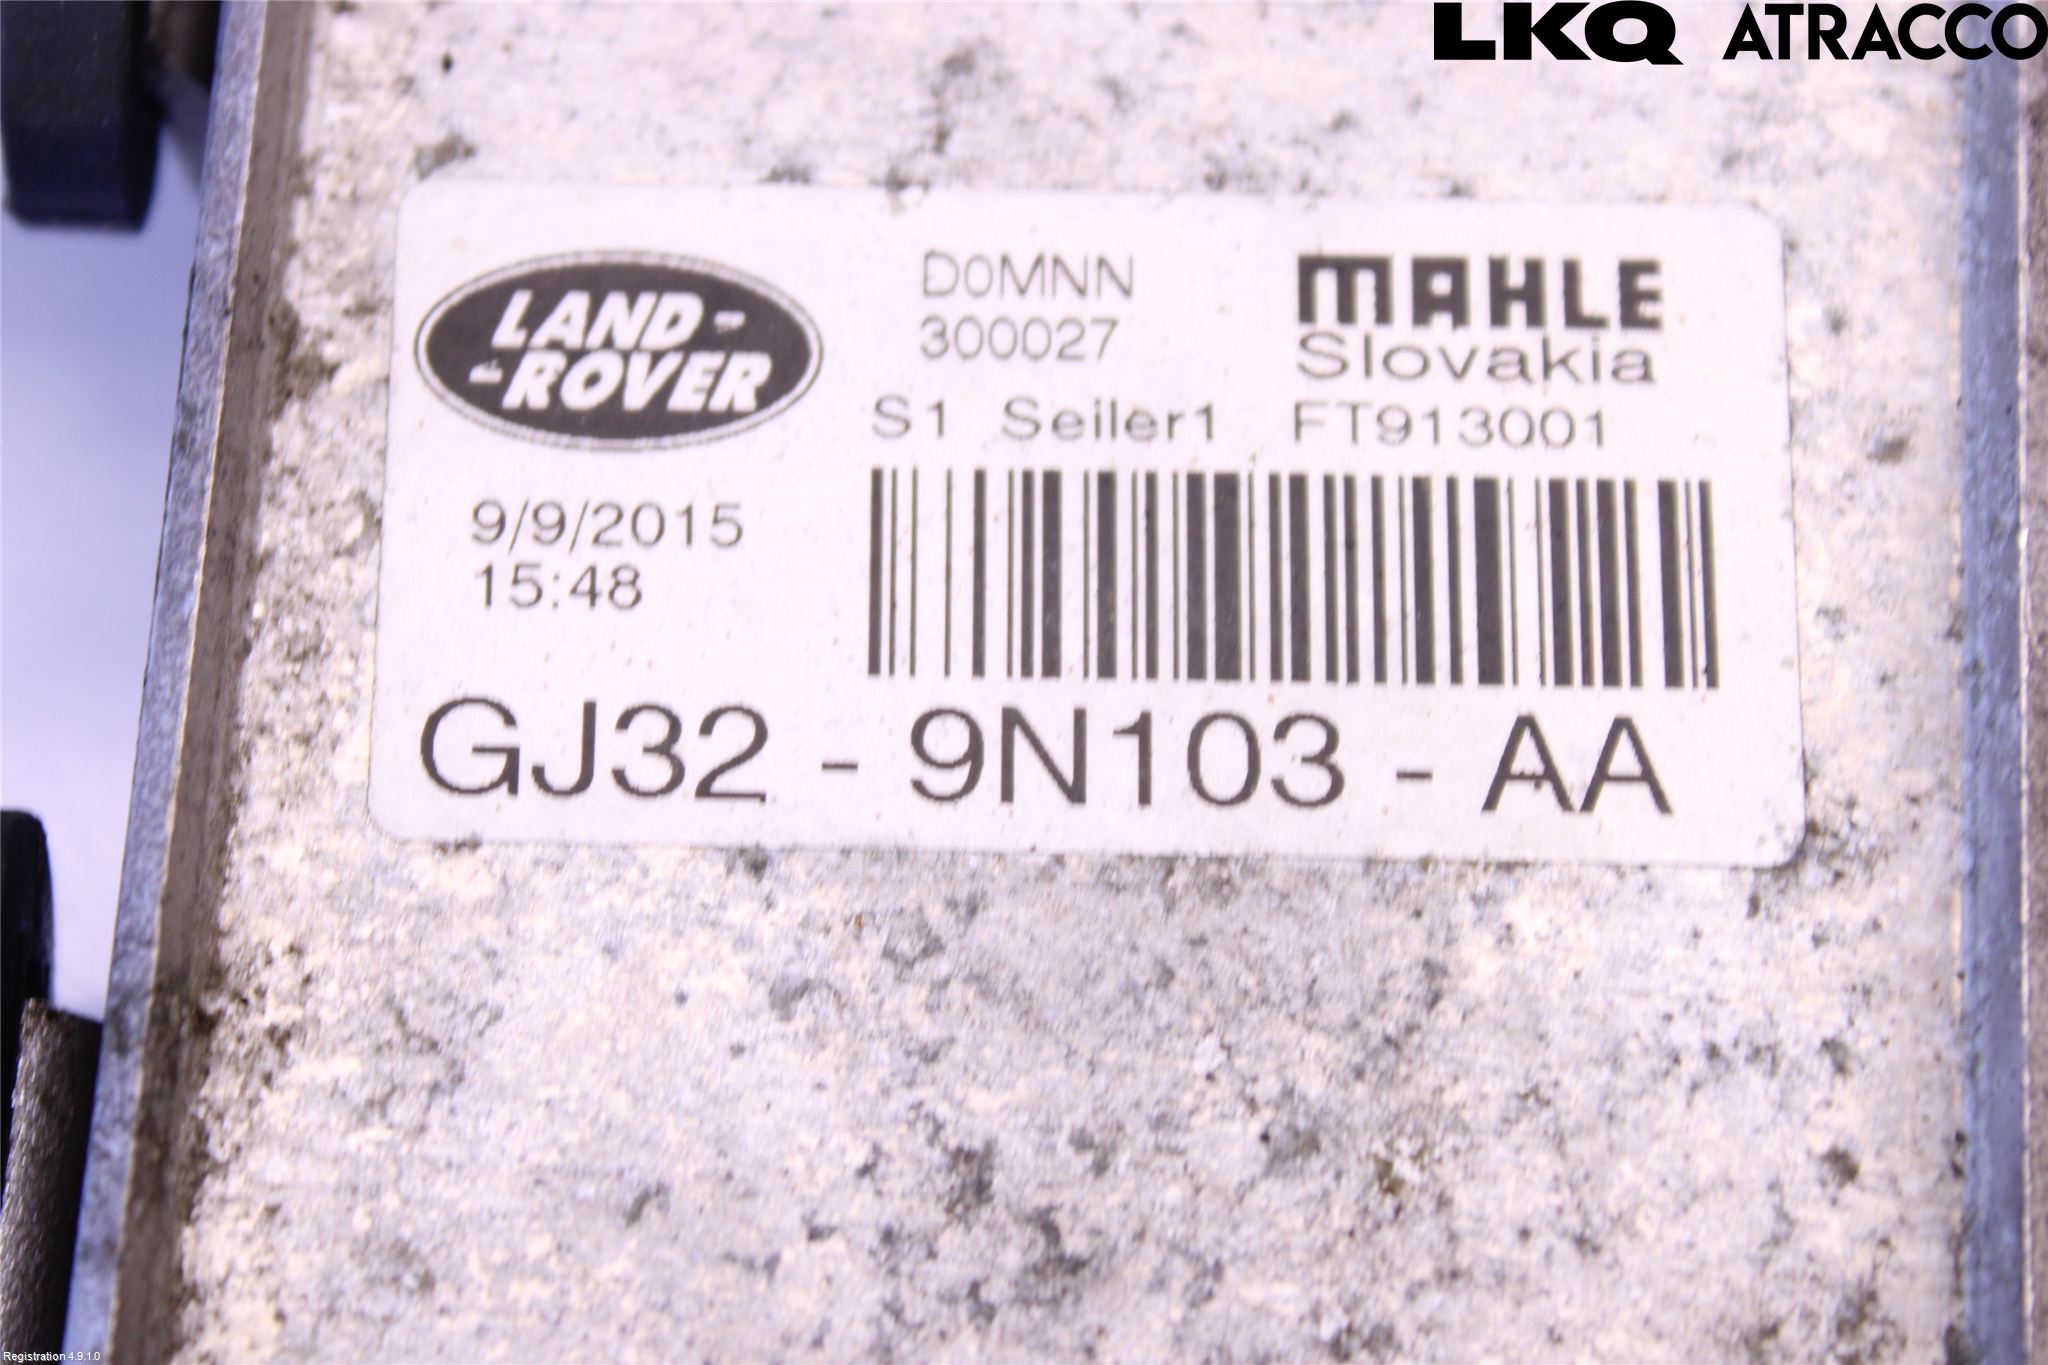 LKQ ATRACCO
LAND-
-ROVER
D0MNN
300027
MAHLE
Slovakia
S1 Seiler1 FT913001
9/9/2015
15:48
GJ32 - 9N103 - AA
Registration 4.9.1.0